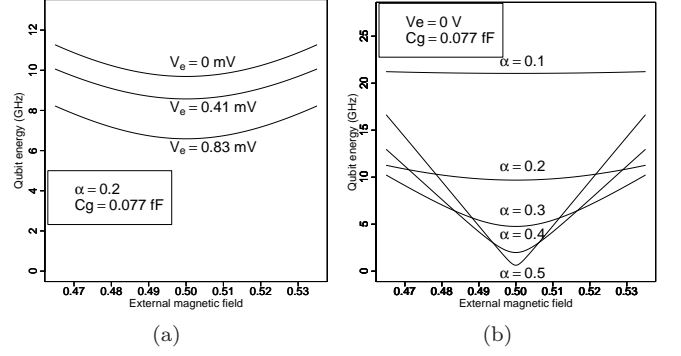 Qubit energy (GHz)
0 2 4 6 8 10 12
Vₑ = 0 mV
Vₑ = 0.41 mV
Vₑ = 0.83 mV
α = 0.2
Cg = 0.077 fF
0.47 0.48 0.49 0.50 0.51 0.52 0.53
External magnetic field
(a)
Qubit energy (GHz)
0 5 10 15 20 25
Ve = 0 V
Cg = 0.077 fF
α = 0.1
α = 0.2
α = 0.3
α = 0.4
α = 0.5
0.47 0.48 0.49 0.50 0.51 0.52 0.53
External magnetic field
(b)